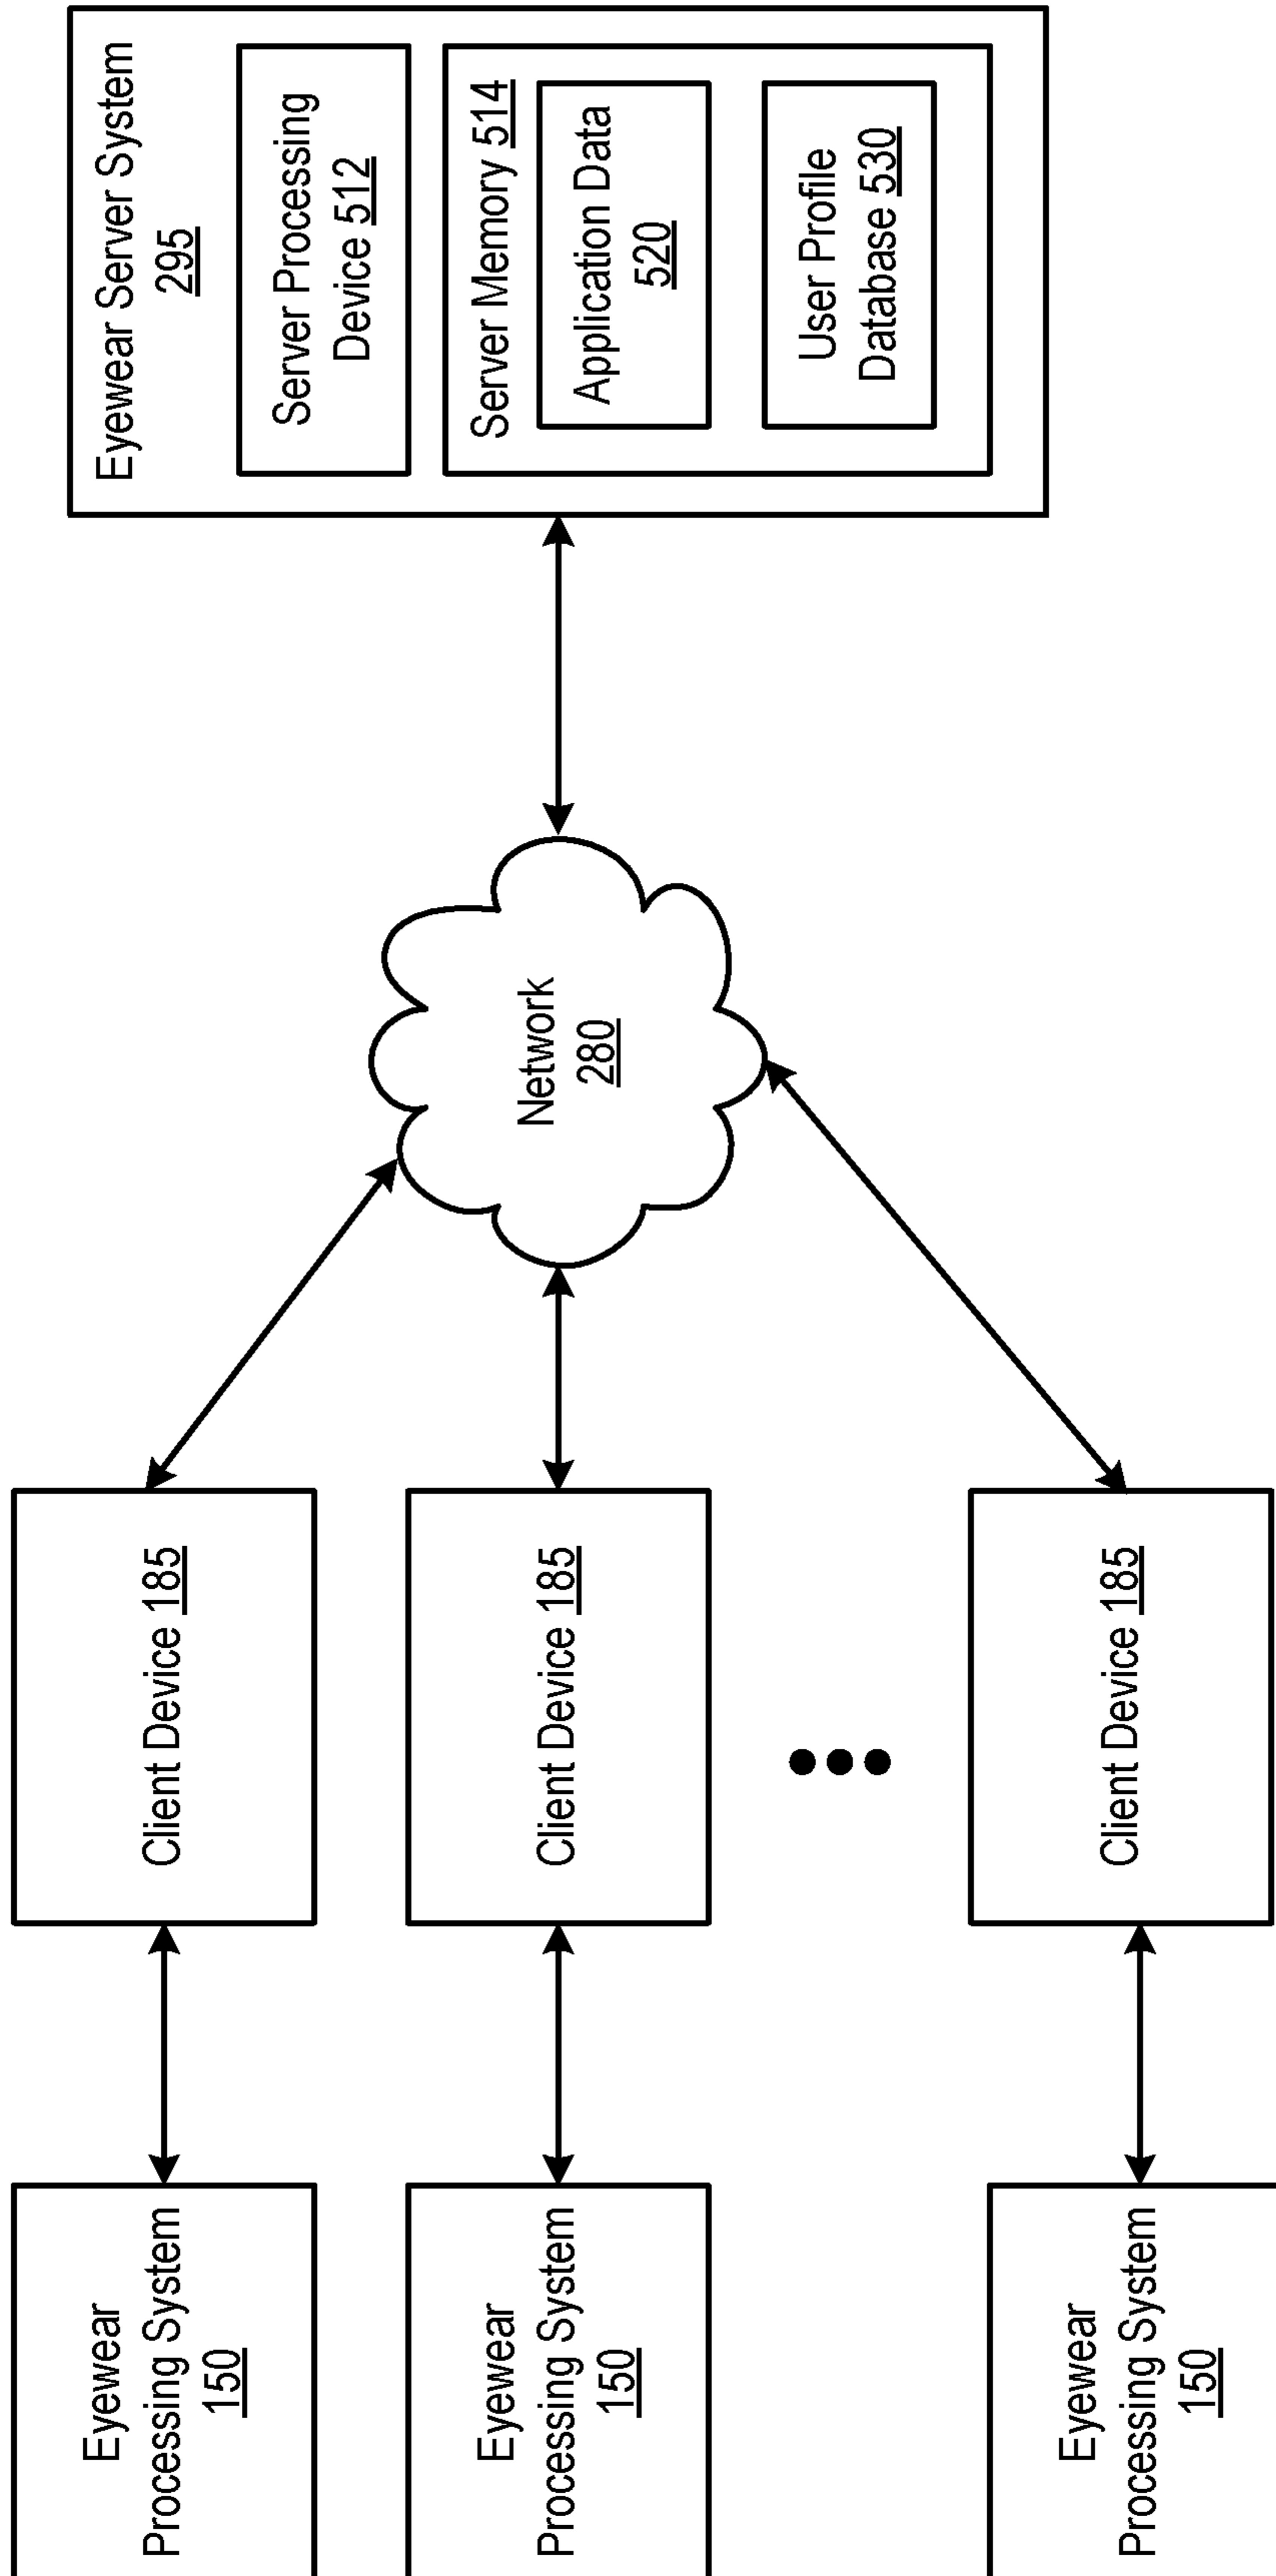 Eyewear
Processing System
150
Client Device 185
Eyewear
Processing System
150
Client Device 185
Eyewear
Processing System
150
Client Device 185
Network
280
Eyewear Server System
295
Server Processing
Device 512
Server Memory 514
Application Data
520
User Profile
Database 530